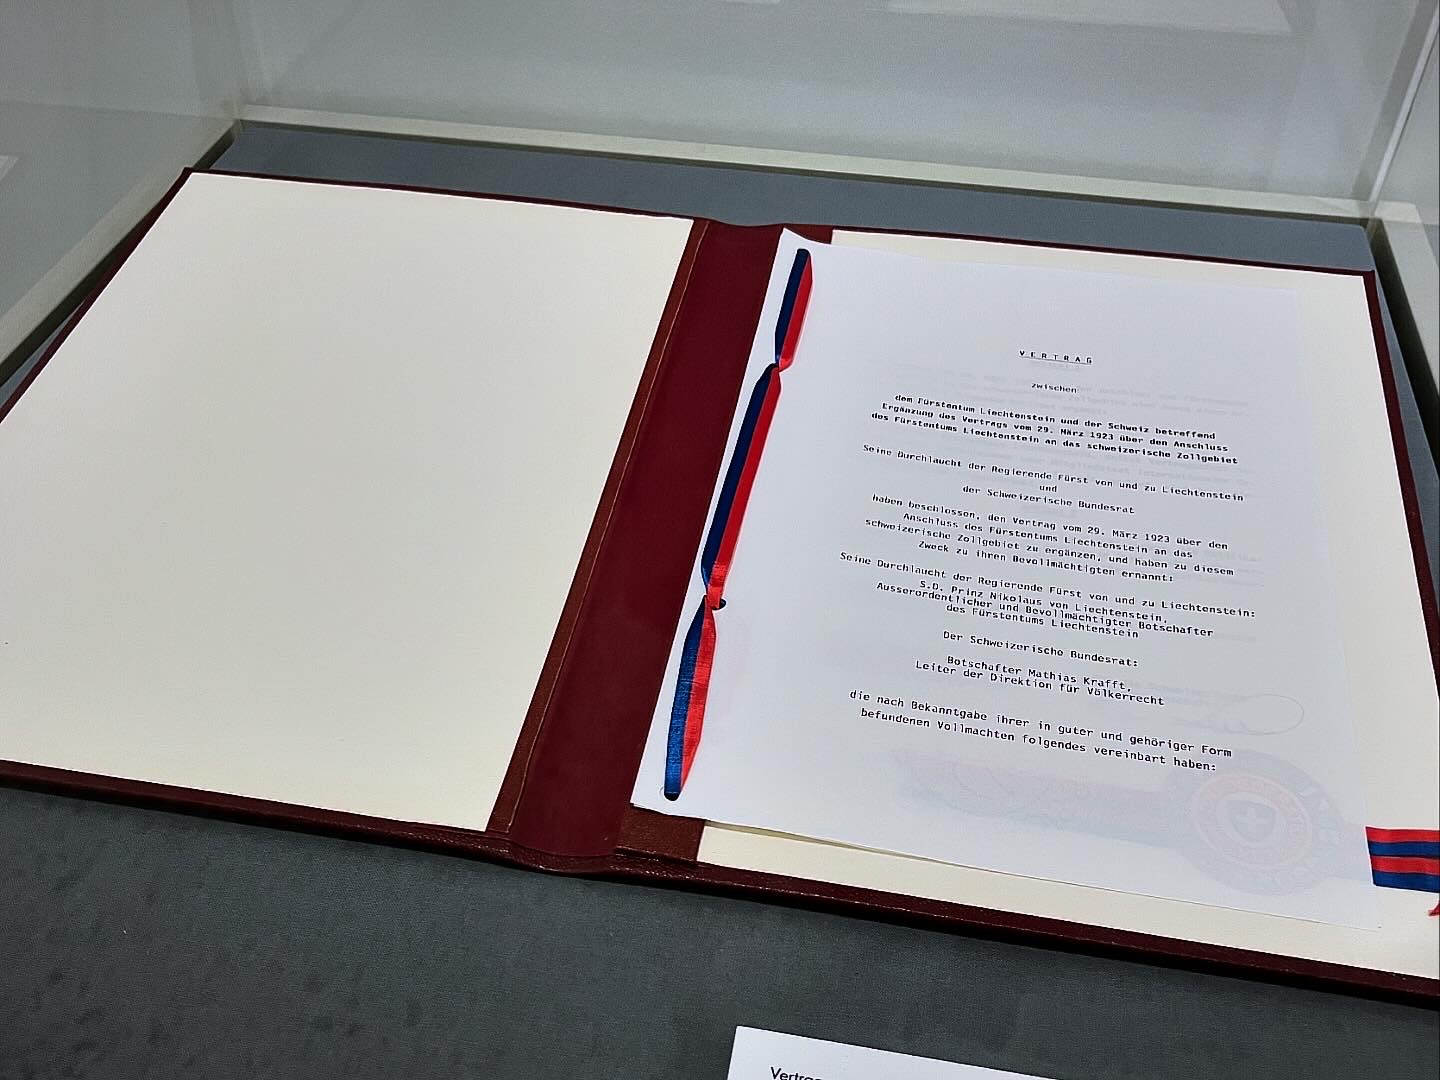 VERTRAG
zwischen
dem Fürstentum Liechtenstein und der Schweiz betreffend
Ergänzung des Vertrags vom 29. März 1923 über den Anschluss
des Fürstentums Liechtenstein an das schweizerische Zollgebiet
Seine Durchlaucht der Regierende Fürst von und zu Liechtenstein
und
der Schweizerische Bundesrat
haben beschlossen, den Vertrag vom 29. März 1923 über den
Anschluss des Fürstentums Liechtenstein an das
schweizerische Zollgebiet zu ergänzen, und haben zu diesem
Zweck zu ihren Bevollmächtigten ernannt:
Seine Durchlaucht der Regierende Fürst von und zu Liechtenstein:
S.D. Prinz Nikolaus von Liechtenstein,
Ausserordentlicher und Bevollmächtigter Botschafter
des Fürstentums Liechtenstein
Der Schweizerische Bundesrat:
Botschafter Mathias Krafft,
Leiter der Direktion für Völkerrecht
die nach Bekanntgabe ihrer in guter und gehöriger Form
befundenen Vollmachten folgendes vereinbart haben: